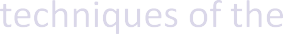 techniques of the